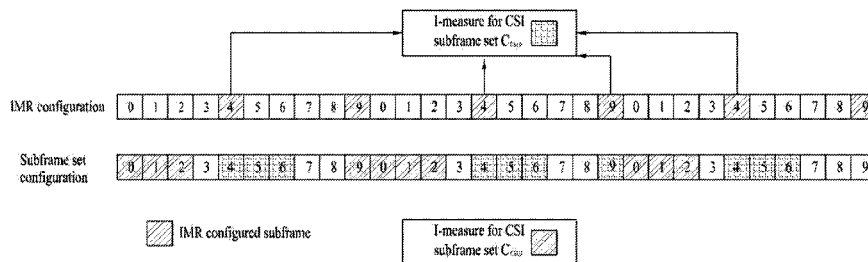 I-measure for CSI
subframe set
IMR configuration 0 1 2 3 4 5 6 7 8 9 0 1 2 3 4 5 6 7 8 9 0 1 2 3 4 5 6 7 8 9
Subframe set
configuration
0 1 2 3 4 5 6 7 8 9 0 1 2 3 4 5 6 7 8 9 0 1 2 3 4 5 6 7 8 9
IMR configured subframe
I-measure for CSI
subframe set